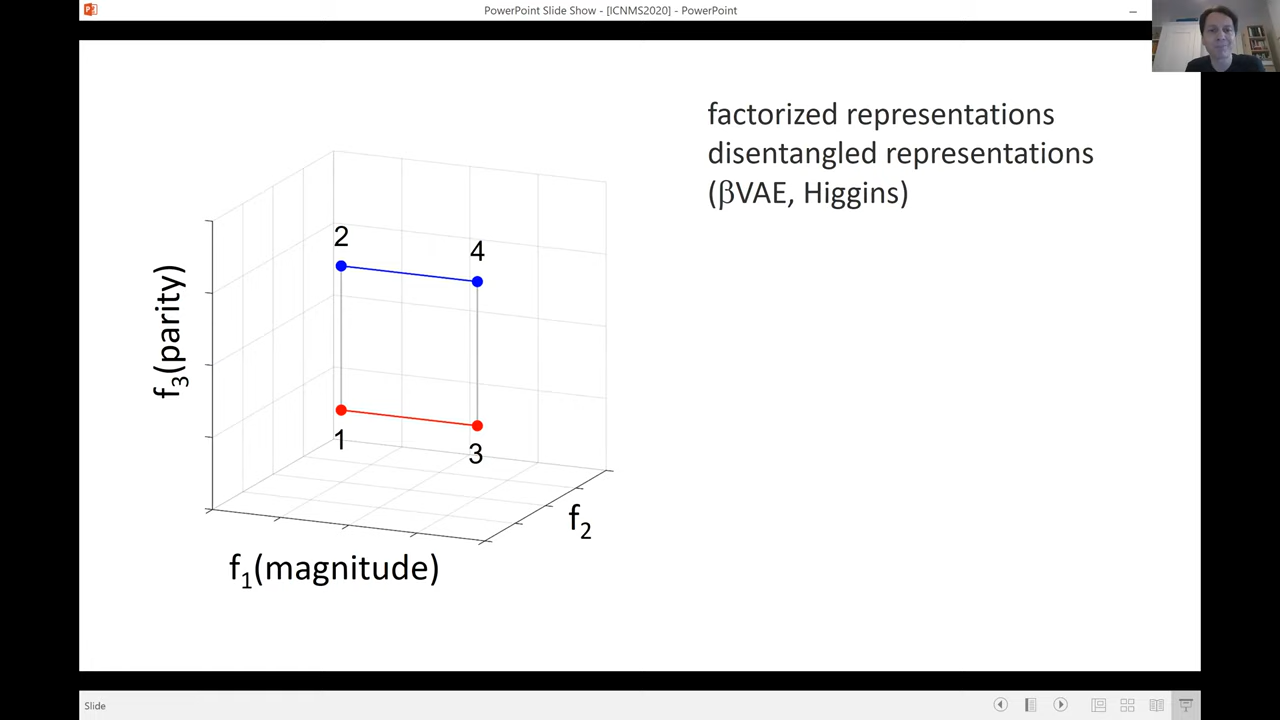 PowerPoint Slide Show - [ICNMS2020] - PowerPoint
factorized representations
disentangled representations
(βVAE, Higgins)
2
4
1
3
f3(parity)
f2
f1(magnitude)
Slide